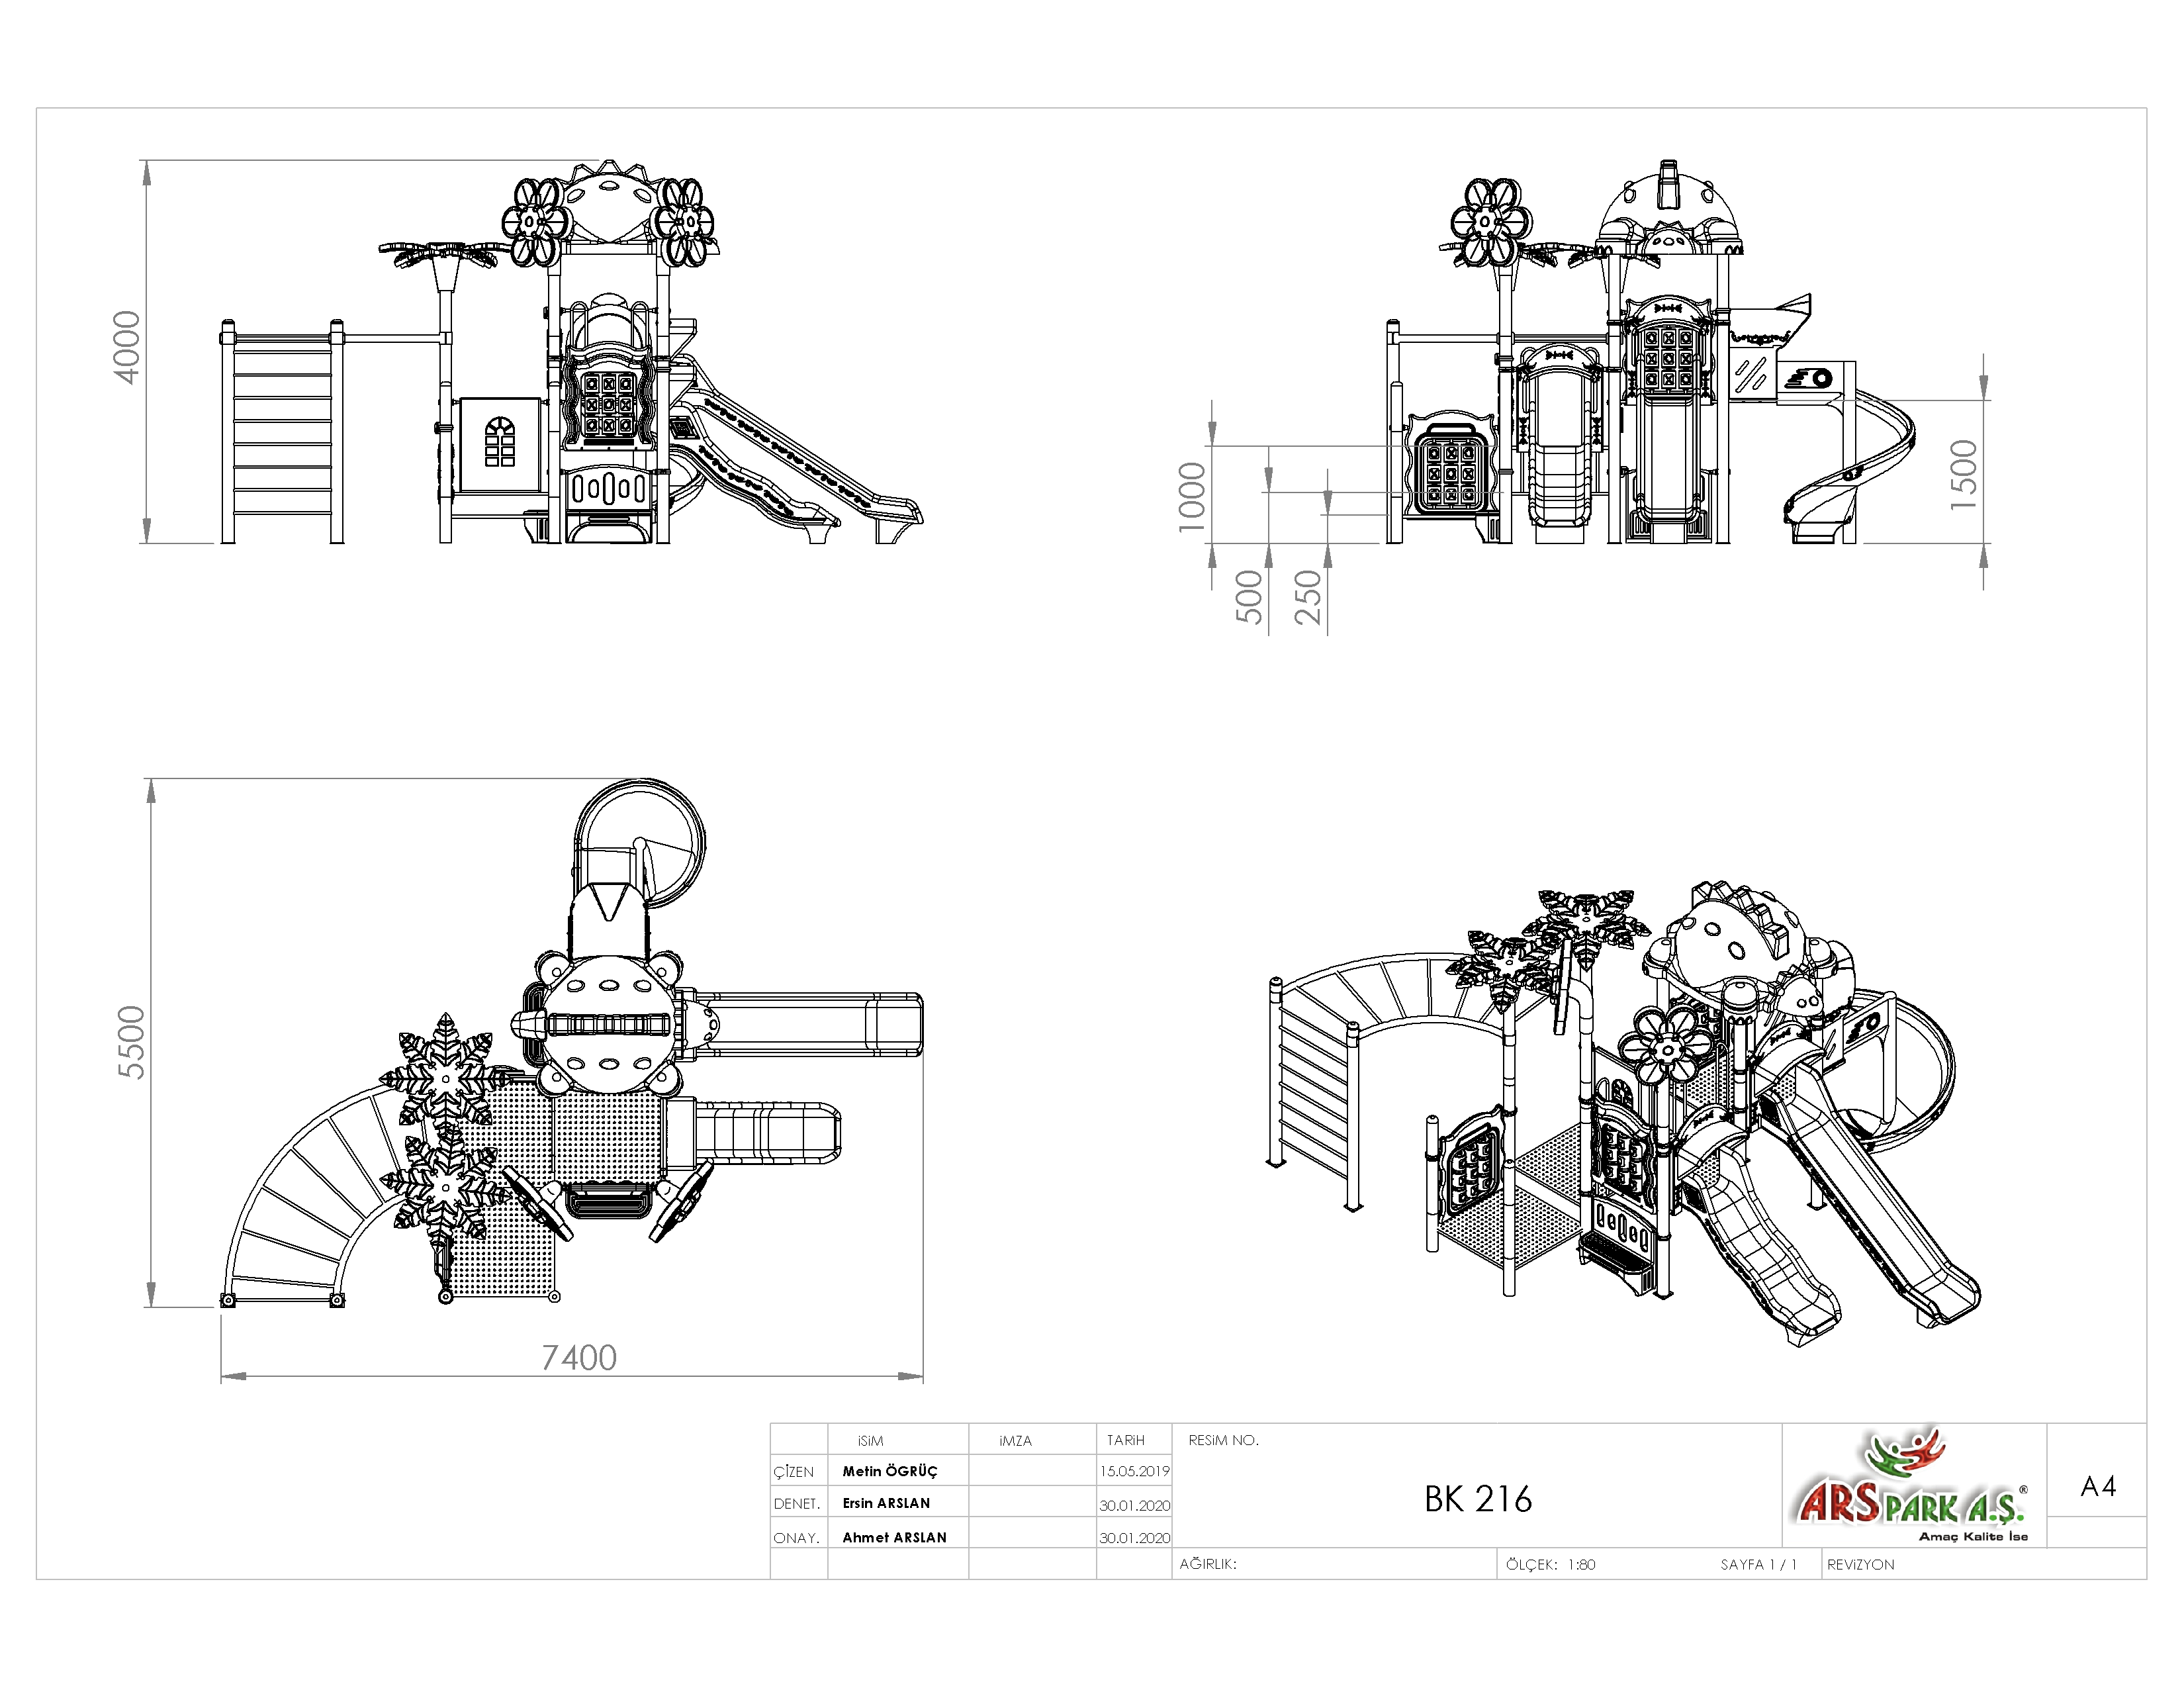 4000
1000
500
250
1500
5500
7400
İSİM
İMZA
TARİH
RESİM NO.
ÇİZEN
Metin ÖGRÜÇ
15.05.2019
DENET.
Ersin ARSLAN
30.01.2020
ONAY.
Ahmet ARSLAN
30.01.2020
BK 216
ARSPARK A.Ş.®
Amaç Kalite İse
A4
AĞIRLIK:
ÖLÇEK: 1:80
SAYFA 1 / 1
REVİZYON